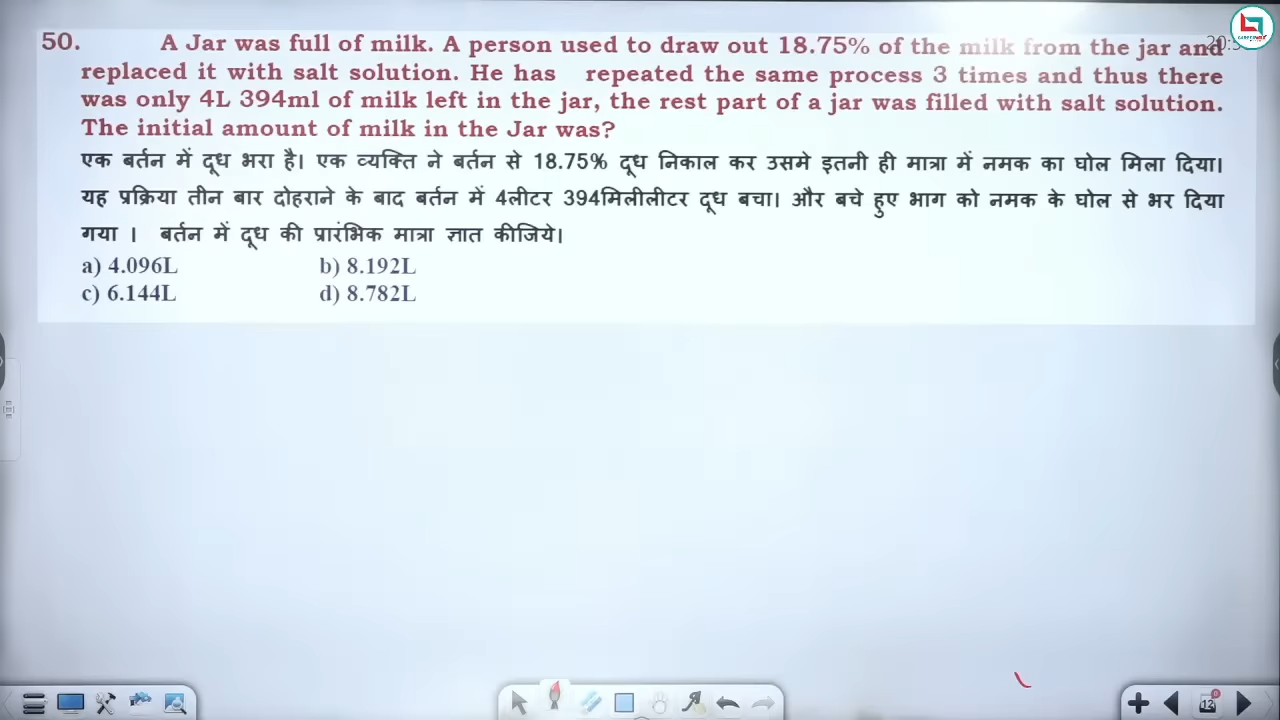 50. A Jar was full of milk. A person used to draw out 18.75% of the milk from the jar and
replaced it with salt solution. He has repeated the same process 3 times and thus there
was only 4L 394ml of milk left in the jar, the rest part of a jar was filled with salt solution.
The initial amount of milk in the Jar was?
एक बर्तन में दूध भरा है। एक व्यक्ति ने बर्तन से 18.75% दूध निकाल कर उसमे इतनी ही मात्रा में नमक का घोल मिला दिया।
यह प्रक्रिया तीन बार दोहराने के बाद बर्तन में 4लीटर 394मिलीलीटर दूध बचा। और बचे हुए भाग को नमक के घोल से भर दिया
गया । बर्तन में दूध की प्रारंभिक मात्रा ज्ञात कीजिये।
a) 4.096L b) 8.192L
c) 6.144L d) 8.782L
12